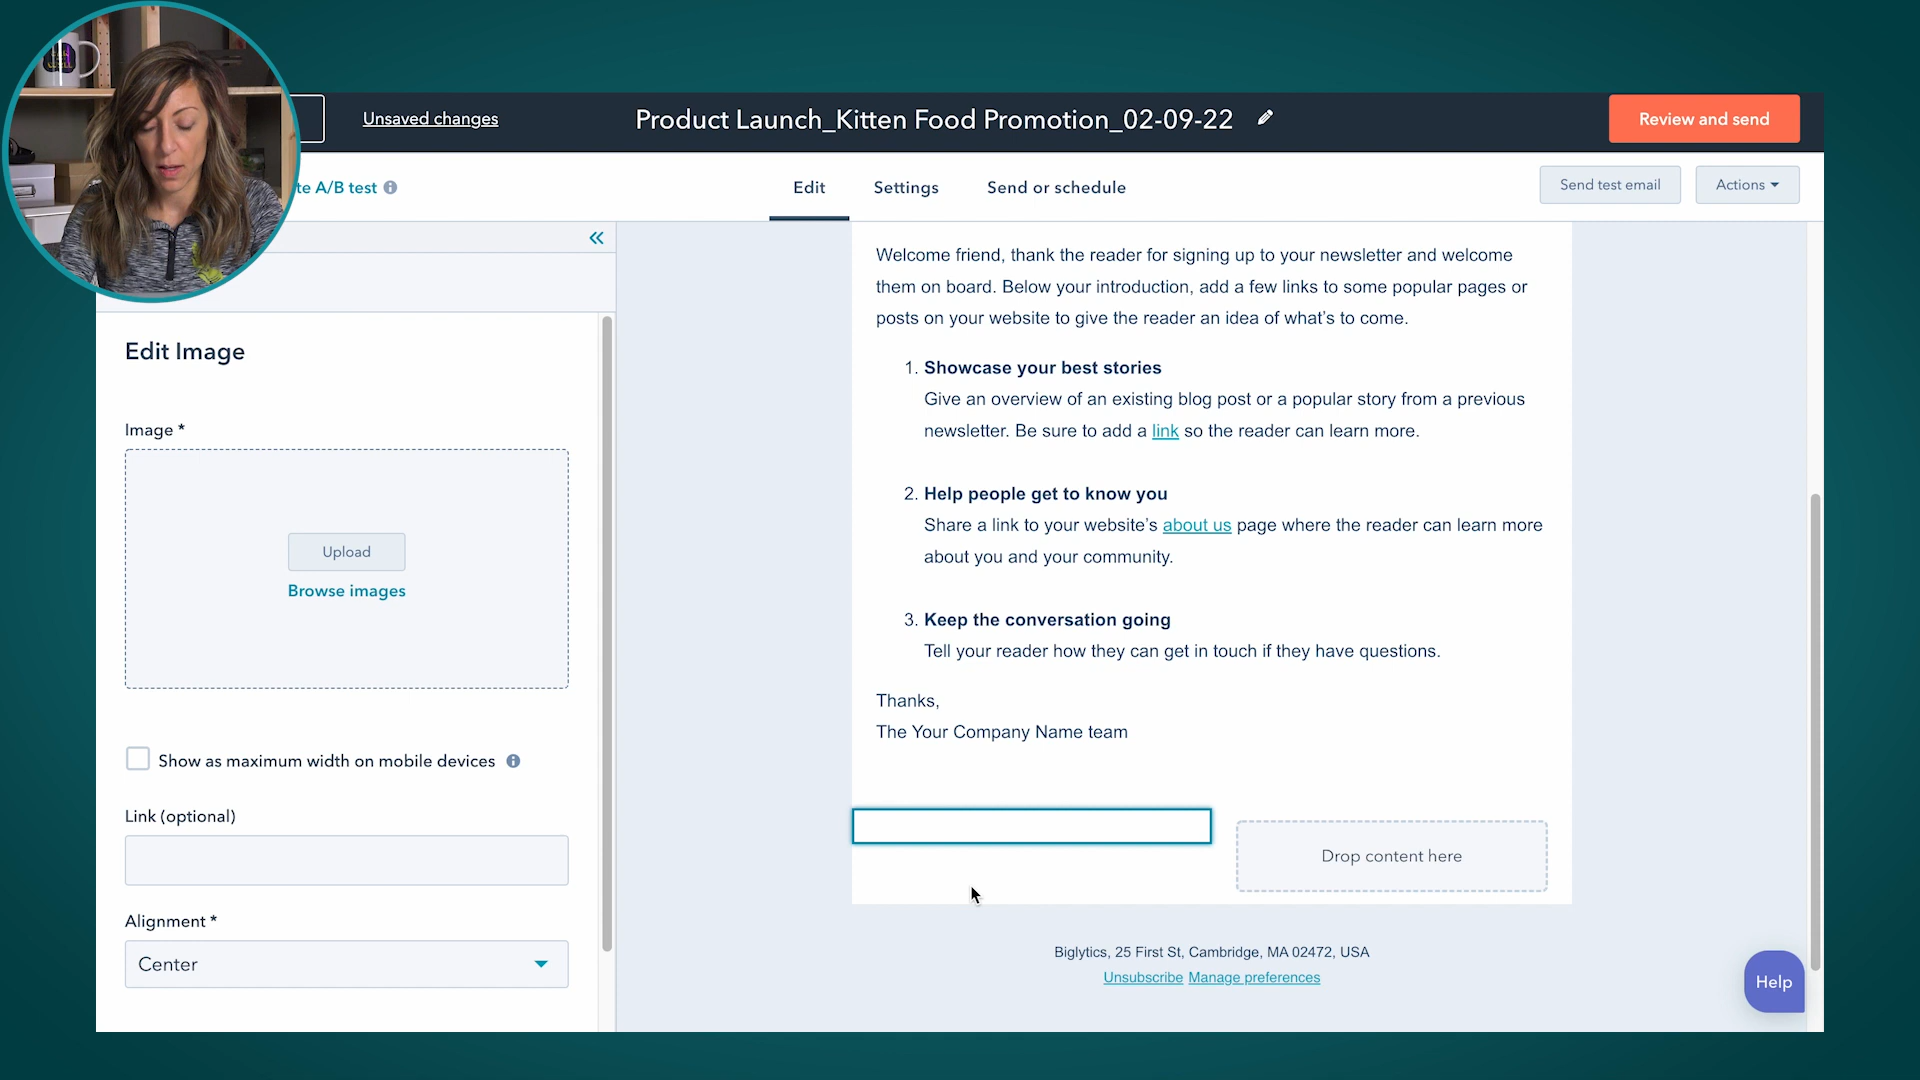 Unsaved changes
Product Launch_Kitten Food Promotion_02-09-22
Review and send
te A/B test
Edit
Settings
Send or schedule
Send test email
Actions
Edit Image
Image *
Upload
Browse images
Show as maximum width on mobile devices
Link (optional)
Alignment *
Center
Welcome friend, thank the reader for signing up to your newsletter and welcome
them on board. Below your introduction, add a few links to some popular pages or
posts on your website to give the reader an idea of what’s to come.
1. Showcase your best stories
Give an overview of an existing blog post or a popular story from a previous
newsletter. Be sure to add a link so the reader can learn more.
2. Help people get to know you
Share a link to your website’s about us page where the reader can learn more
about you and your community.
3. Keep the conversation going
Tell your reader how they can get in touch if they have questions.
Thanks,
The Your Company Name team
Drop content here
Biglytics, 25 First St, Cambridge, MA 02472, USA
Unsubscribe Manage preferences
Help